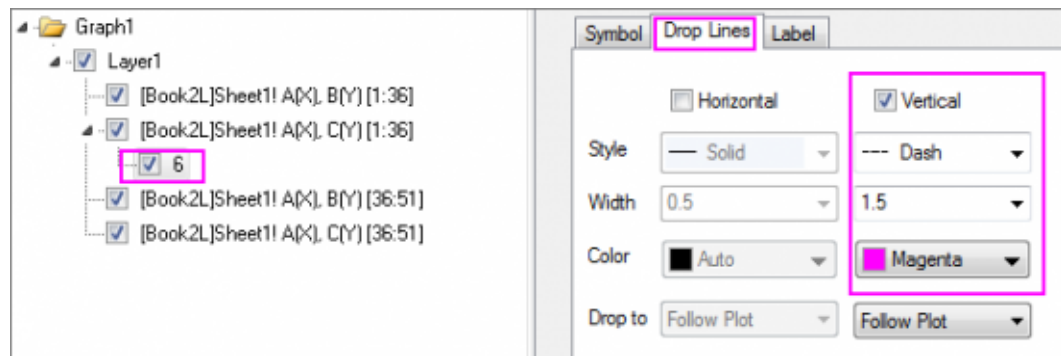 Graph1
Layer1
[Book2L]Sheet1! A(X), B(Y) [1:36]
[Book2L]Sheet1! A(X), C(Y) [1:36]
6
[Book2L]Sheet1! A(X), B(Y) [36:51]
[Book2L]Sheet1! A(X), C(Y) [36:51]
Symbol Drop Lines Label
Horizontal Vertical
Style Solid Dash
Width 0.5 1.5
Color Auto Magenta
Drop to Follow Plot Follow Plot